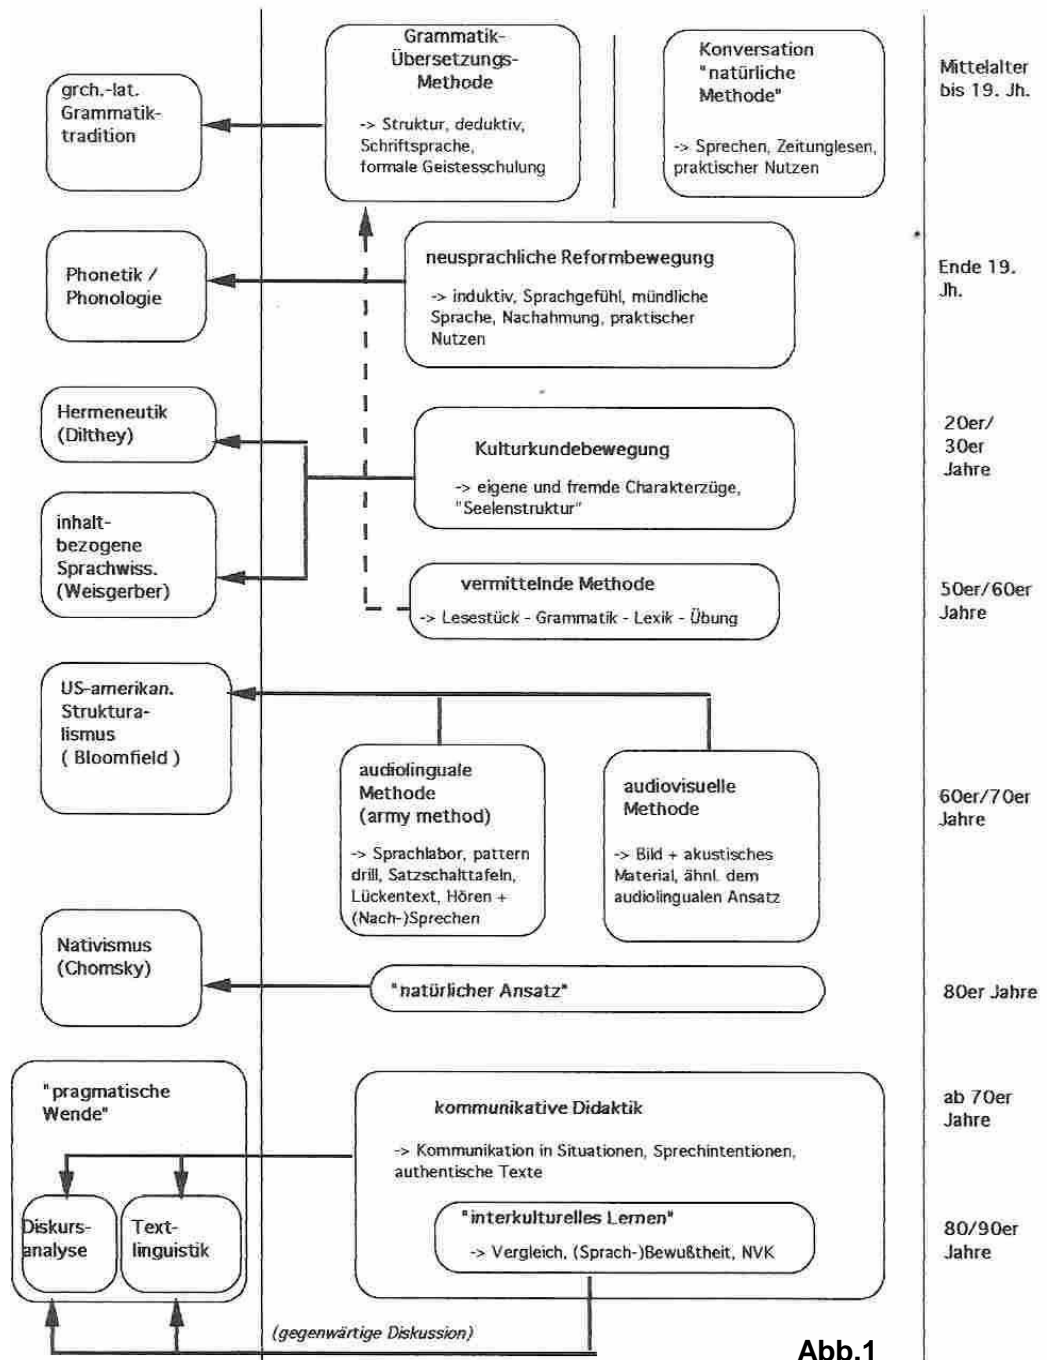 Grammatik-
Übersetzungs-
Methode
-> Struktur, deduktiv,
Schriftsprache,
formale Geistesschulung
Konversation
"natürliche
Methode"
-> Sprechen, Zeitunglesen,
praktischer Nutzen
Mittelalter
bis 19. Jh.
grch.-lat.
Grammatik-
tradition
Phonetik /
Phonologie
neusprachliche Reformbewegung
-> induktiv, Sprachgefühl, mündliche
Sprache, Nachahmung, praktischer
Nutzen
Ende 19.
Jh.
Hermeneutik
(Dilthey)
inhalt-
bezogene
Sprachwiss.
(Weisgerber)
Kulturkundebewegung
-> eigene und fremde Charakterzüge,
"Seelenstruktur"
20er/
30er
Jahre
vermittelnde Methode
-> Lesestück - Grammatik - Lexik - Übung
50er/60er
Jahre
US-amerikan.
Struktura-
lismus
( Bloomfield )
audiolinguale
Methode
(army method)
-> Sprachlabor, pattern
drill, Satzschalttafeln,
Lückentext, Hören +
(Nach-)Sprechen
audiovisuelle
Methode
-> Bild + akustisches
Material, ähnl. dem
audiolingualen Ansatz
60er/70er
Jahre
Nativismus
(Chomsky)
"natürlicher Ansatz"
80er Jahre
"pragmatische
Wende"
Diskurs-
analyse
Text-
linguistik
kommunikative Didaktik
-> Kommunikation in Situationen, Sprechintentionen,
authentische Texte
ab 70er
Jahre
"interkulturelles Lernen"
-> Vergleich, (Sprach-)Bewußtheit, NVK
80/90er
Jahre
(gegenwärtige Diskussion)
Abb.1